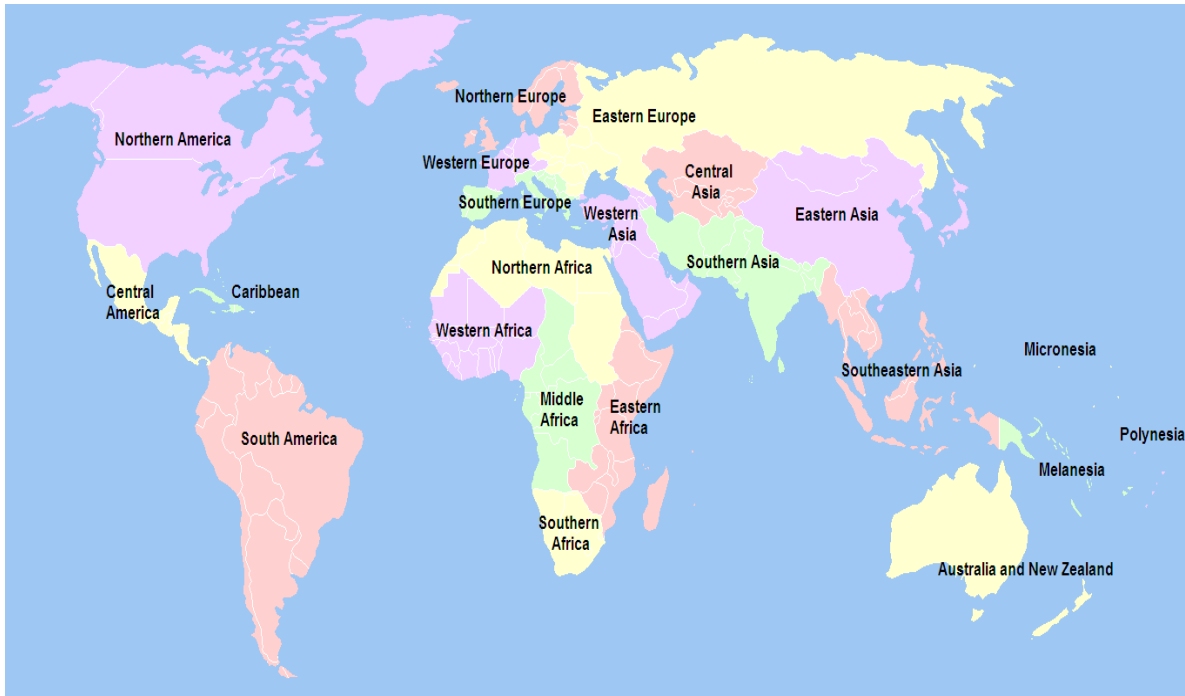 Northern Europe
Eastern Europe
Northern America
Western Europe
Central
Asia
Southern Europe
Western
Asia
Eastern Asia
Southern Asia
Northern Africa
Central
America
Caribbean
Western Africa
Micronesia
Southeastern Asia
Middle
Africa
Eastern
Africa
South America
Polynesia
Melanesia
Southern
Africa
Australia and New Zealand